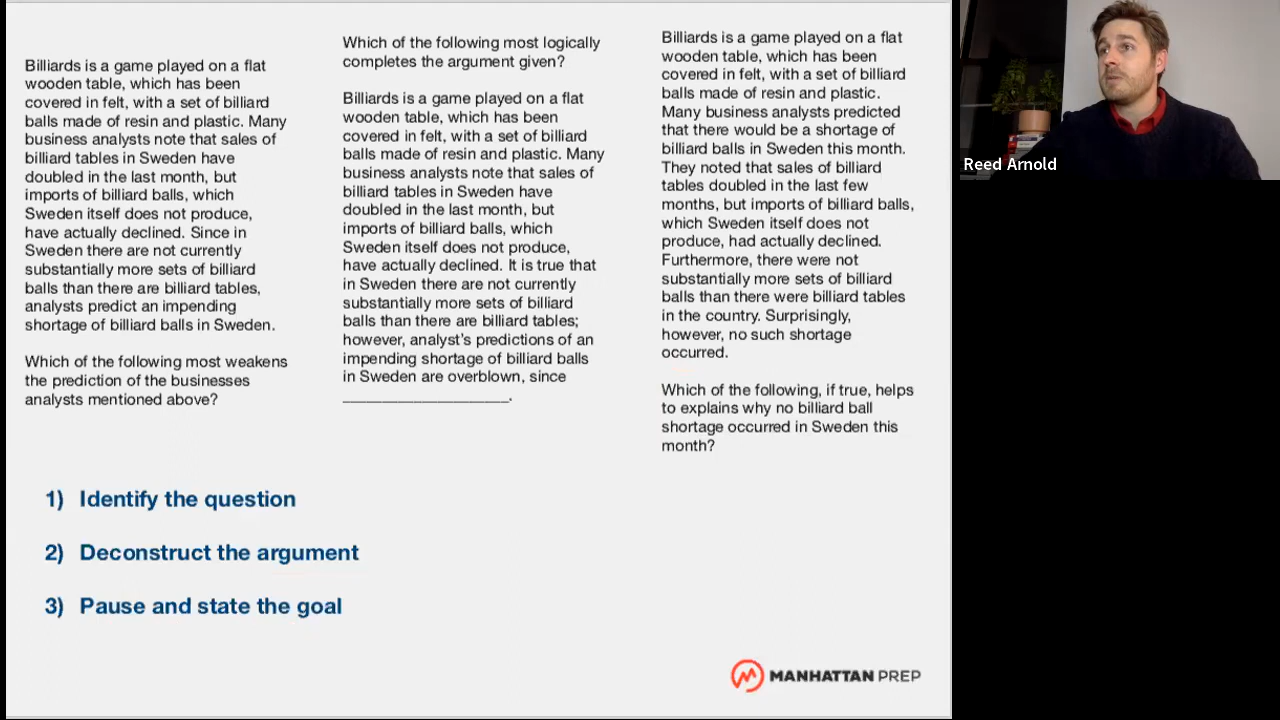 Billiards is a game played on a flat
wooden table, which has been
covered in felt, with a set of billiard
balls made of resin and plastic. Many
business analysts note that sales of
billiard tables in Sweden have
doubled in the last month, but
imports of billiard balls, which
Sweden itself does not produce,
have actually declined. Since in
Sweden there are not currently
substantially more sets of billiard
balls than there are billiard tables,
analysts predict an impending
shortage of billiard balls in Sweden.
Which of the following most weakens
the prediction of the businesses
analysts mentioned above?
Which of the following most logically
completes the argument given?
Billiards is a game played on a flat
wooden table, which has been
covered in felt, with a set of billiard
balls made of resin and plastic. Many
business analysts note that sales of
billiard tables in Sweden have
doubled in the last month, but
imports of billiard balls, which
Sweden itself does not produce,
have actually declined. It is true that
in Sweden there are not currently
substantially more sets of billiard
balls than there are billiard tables;
however, analyst's predictions of an
impending shortage of billiard balls
in Sweden are overblown, since
____________________.
Billiards is a game played on a flat
wooden table, which has been
covered in felt, with a set of billiard
balls made of resin and plastic.
Many business analysts predicted
that there would be a shortage of
billiard balls in Sweden this month.
They noted that sales of billiard
tables doubled in the last few
months, but imports of billiard balls,
which Sweden itself does not
produce, had actually declined.
Furthermore, there were not
substantially more sets of billiard
balls than there were billiard tables
in the country. Surprisingly,
however, no such shortage
occurred.
Which of the following, if true, helps
to explains why no billiard ball
shortage occurred in Sweden this
month?
1) Identify the question
2) Deconstruct the argument
3) Pause and state the goal
MANHATTAN PREP
Reed Arnold